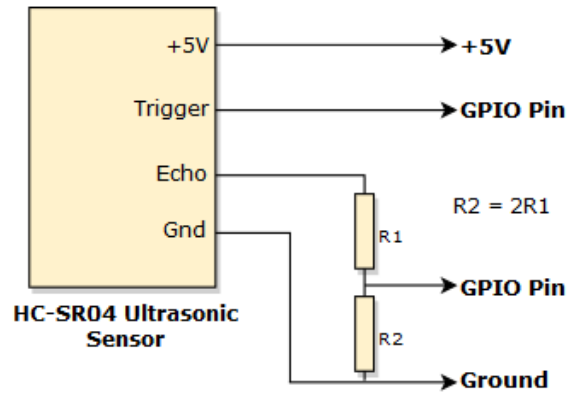 +5V
+5V
Trigger
GPIO Pin
Echo
R2 = 2R1
Gnd
R1
GPIO Pin
HC-SR04 Ultrasonic
Sensor
R2
Ground